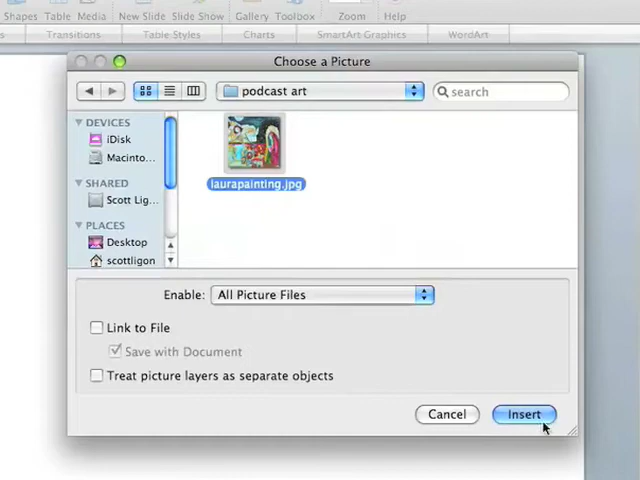 Shapes Table Media New Slide Slide Show Gallery Toolbox Zoom Help
s Transitions Table Styles Charts SmartArt Graphics WordArt
Choose a Picture
podcast art
search
DEVICES
iDisk
Macinto...
SHARED
Scott Lig...
PLACES
Desktop
scottligon
laurapainting.jpg
Enable: All Picture Files
Link to File
Save with Document
Treat picture layers as separate objects
Cancel Insert